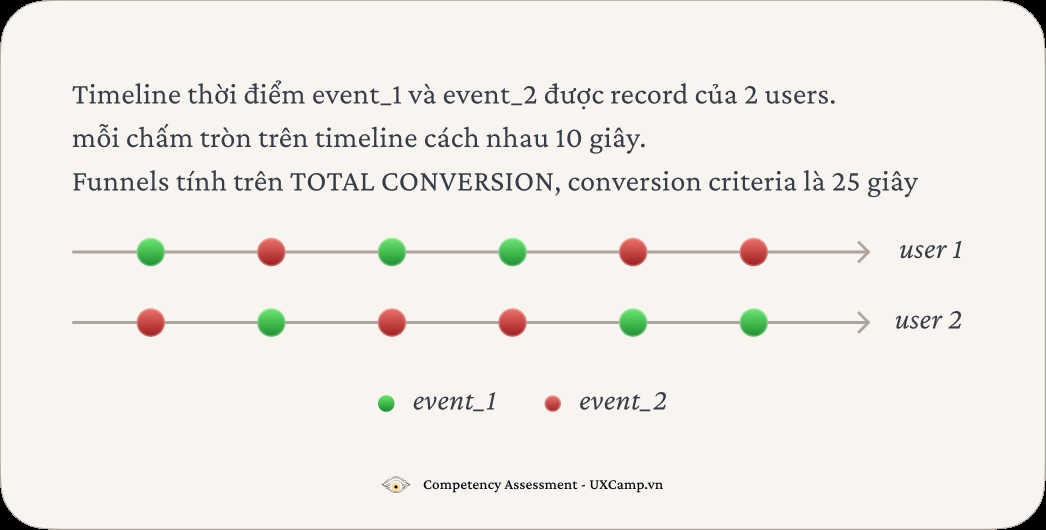 Timeline thời điểm event_1 và event_2 được record của 2 users.
mỗi chấm tròn trên timeline cách nhau 10 giây.
Funnels tính trên TOTAL CONVERSION, conversion criteria là 25 giây
user 1
user 2
event_1 event_2
Competency Assessment - UXCamp.vn